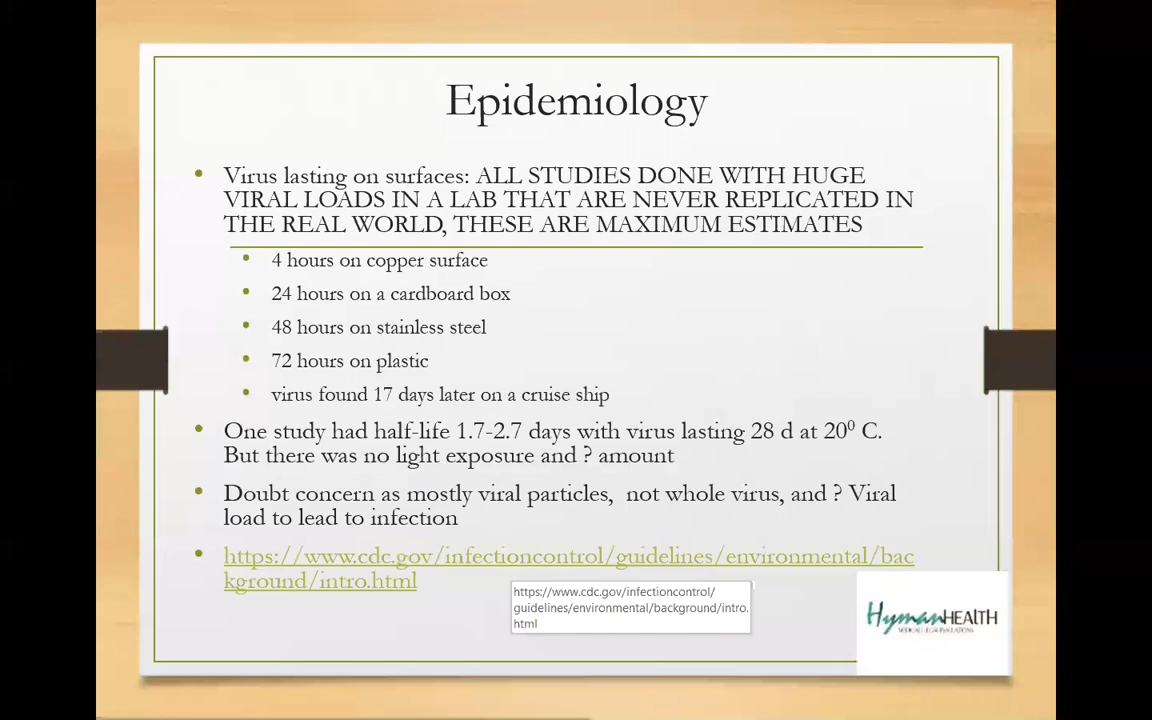 Epidemiology
• Virus lasting on surfaces: ALL STUDIES DONE WITH HUGE
VIRAL LOADS IN A LAB THAT ARE NEVER REPLICATED IN
THE REAL WORLD, THESE ARE MAXIMUM ESTIMATES
• 4 hours on copper surface
• 24 hours on a cardboard box
• 48 hours on stainless steel
• 72 hours on plastic
• virus found 17 days later on a cruise ship
• One study had half-life 1.7-2.7 days with virus lasting 28 d at 20⁰ C.
But there was no light exposure and ? amount
• Doubt concern as mostly viral particles, not whole virus, and ? Viral
load to lead to infection
• https://www.cdc.gov/infectioncontrol/guidelines/environmental/bac
kground/intro.html
https://www.cdc.gov/infectioncontrol/
guidelines/environmental/background/intro.
html
HymanHEALTH
MEDICAL LEGAL EVALUATIONS